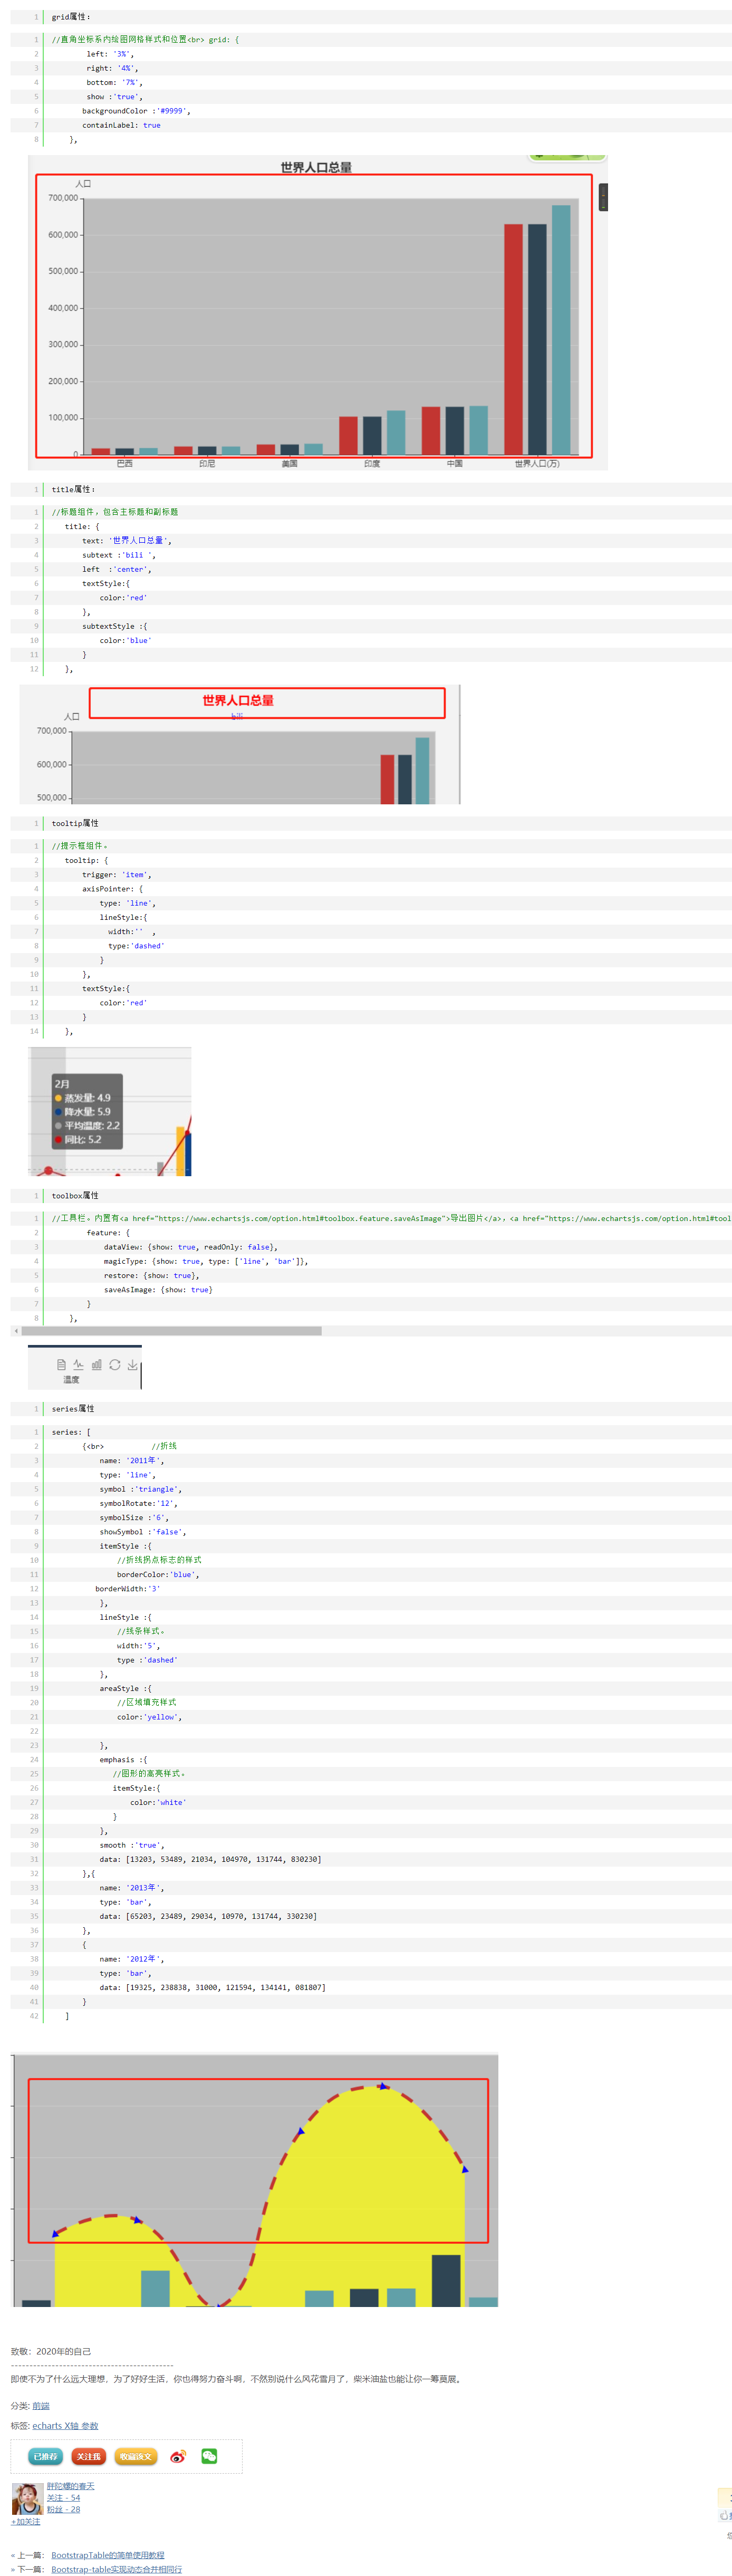 1 grid属性:
1 //直角坐标系内绘图网格样式和位置<br> grid: {
2 left: '3%',
3 right: '4%',
4 bottom: '7%',
5 show :'true',
6 backgroundColor :'#9999',
7 containLabel: true
8 },
世界人口总量
人口
700,000
600,000
500,000
400,000
300,000
200,000
100,000
0
巴西 印尼 美国 印度 中国 世界人口(万)
1 title属性:
1 //标题组件,包含主标题和副标题
2 title: {
3 text: '世界人口总量',
4 subtext :'bili ',
5 left :'center',
6 textStyle:{
7 color:'red'
8 },
9 subtextStyle :{
10 color:'blue'
11 }
12 },
世界人口总量
人口 bili
700,000
600,000
500,000
1 tooltip属性
1 //提示框组件。
2 tooltip: {
3 trigger: 'item',
4 axisPointer: {
5 type: 'line',
6 lineStyle:{
7 width:'' ,
8 type:'dashed'
9 }
10 },
11 textStyle:{
12 color:'red'
13 }
14 },
2月
蒸发量: 4.9
降水量: 5.9
平均温度: 2.2
同比: 5.2
1 toolbox属性
1 //工具栏。内置有<a href="https://www.echartsjs.com/option.html#toolbox.feature.saveAsImage">导出图片</a>,<a href="https://www.echartsjs.com/option.html#tool
2 feature: {
3 dataView: {show: true, readOnly: false},
4 magicType: {show: true, type: ['line', 'bar']},
5 restore: {show: true},
6 saveAsImage: {show: true}
7 }
8 },
温度
1 series属性
1 series: [
2 {<br> //折线
3 name: '2011年',
4 type: 'line',
5 symbol :'triangle',
6 symbolRotate:'12',
7 symbolSize :'6',
8 showSymbol :'false',
9 itemStyle :{
10 //折线拐点标志的样式
11 borderColor:'blue',
12 borderWidth:'3'
13 },
14 lineStyle :{
15 //线条样式。
16 width:'5',
17 type :'dashed'
18 },
19 areaStyle :{
20 //区域填充样式
21 color:'yellow',
22
23 },
24 emphasis :{
25 //图形的高亮样式。
26 itemStyle:{
27 color:'white'
28 }
29 },
30 smooth :'true',
31 data: [13203, 53489, 21034, 104970, 131744, 830230]
32 },{
33 name: '2013年',
34 type: 'bar',
35 data: [65203, 23489, 29034, 10970, 131744, 330230]
36 },
37 {
38 name: '2012年',
39 type: 'bar',
40 data: [19325, 238838, 31000, 121594, 134141, 081807]
41 }
42 ]
致敬：2020年的自己
--------------------------------------------
即使不为了什么远大理想，为了好好生活，你也得努力奋斗啊，不然别说什么风花雪月了，柴米油盐也能让你一筹莫展。
分类: 前端
标签: echarts X轴 参数
已推荐 关注我 收藏该文
胖陀螺的春天
关注 - 54
粉丝 - 28
+加关注
« 上一篇： BootstrapTable的简单使用教程
» 下一篇： Bootstrap-table实现动态合并相同行